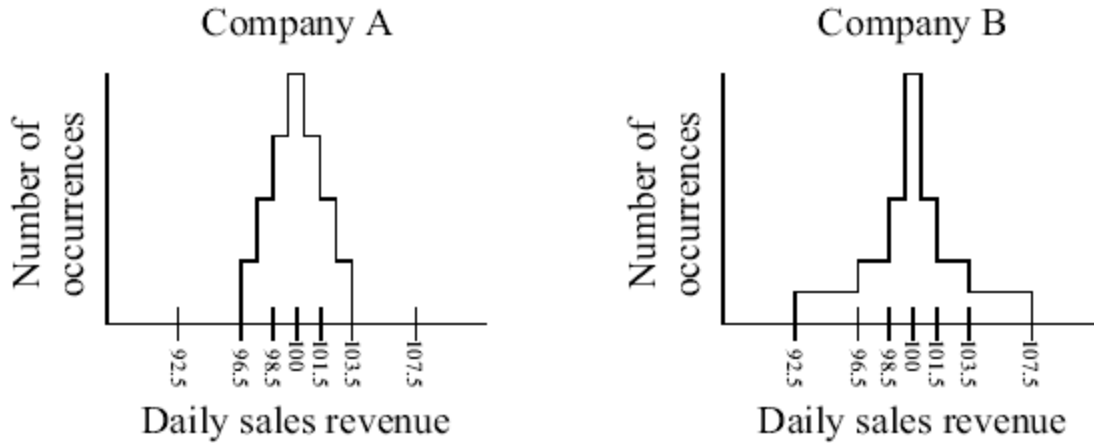 Company A
Number of
occurrences
92.5
96.5
98.5
100
101.5
103.5
107.5
Daily sales revenue
Company B
Number of
occurrences
92.5
96.5
98.5
100
101.5
103.5
107.5
Daily sales revenue